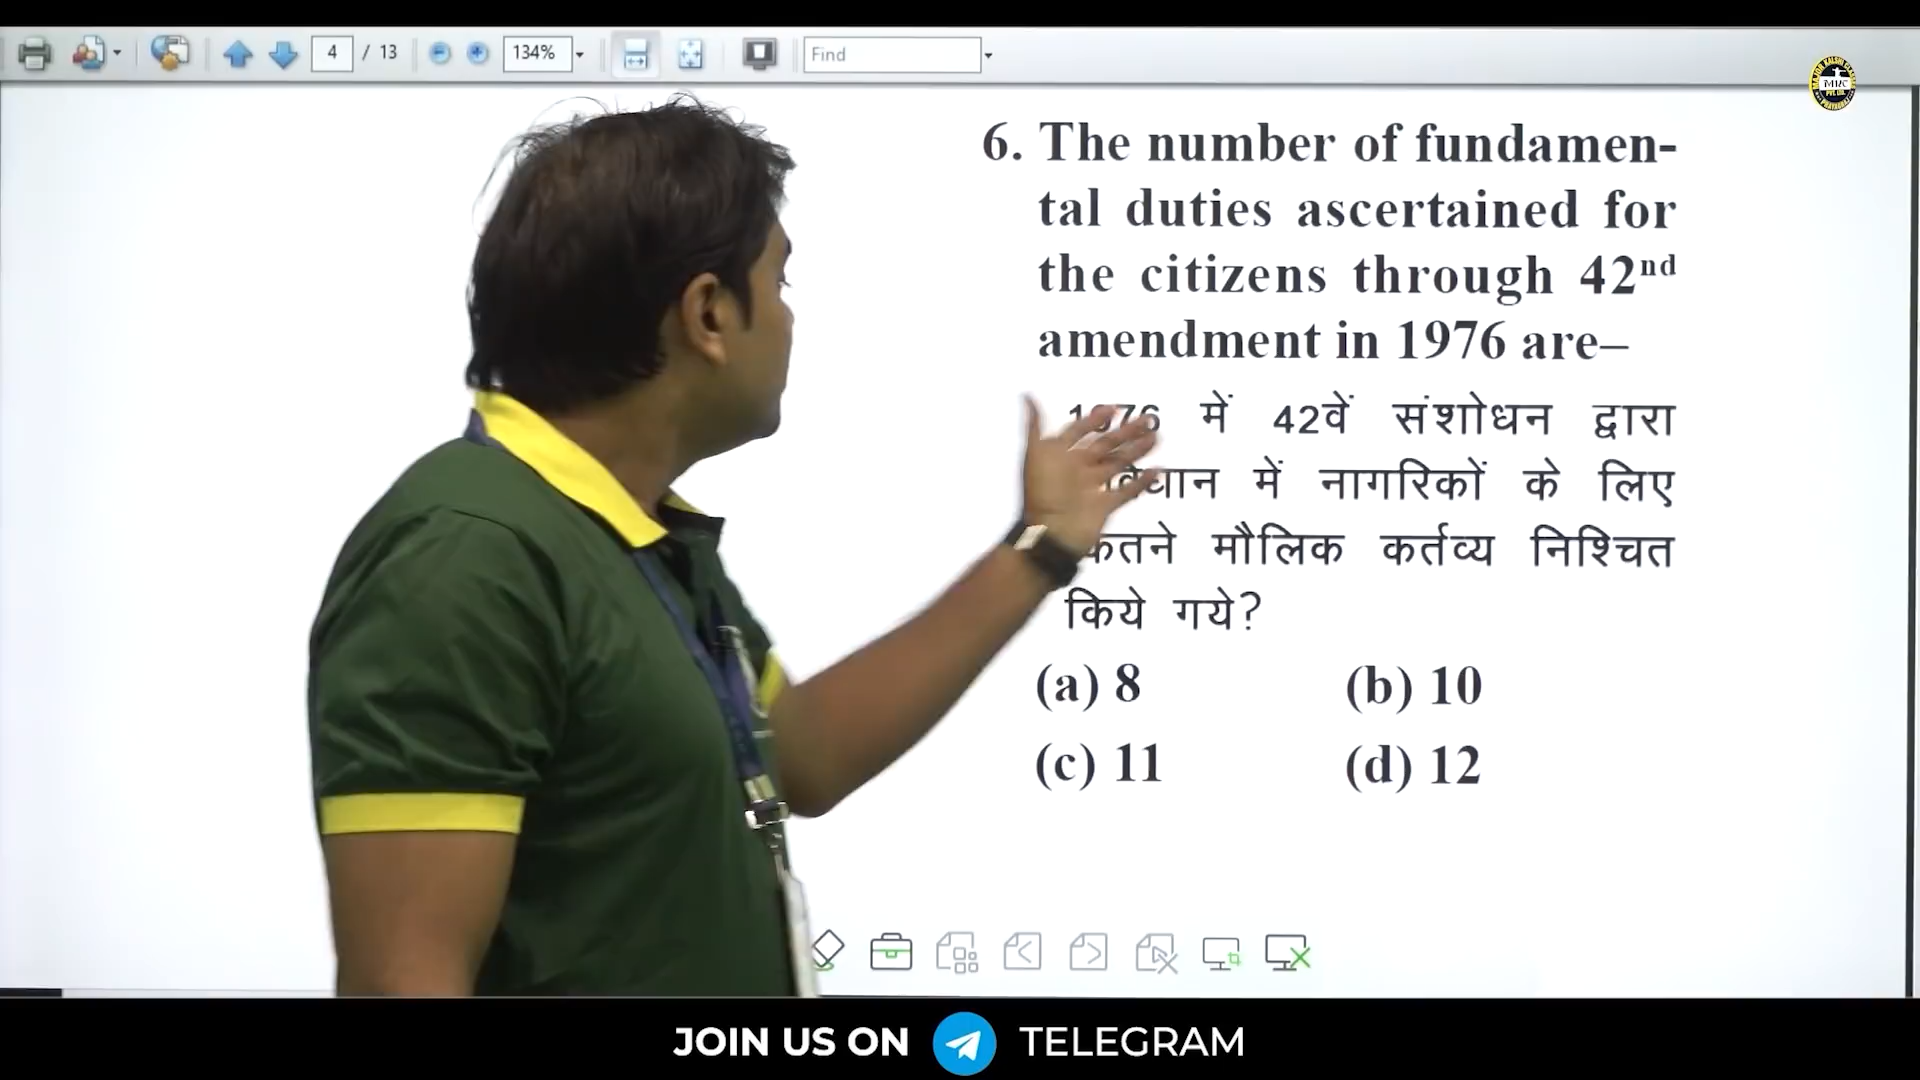 4 / 13 134% Find
6. The number of fundamen-
tal duties ascertained for
the citizens through 42nd
amendment in 1976 are–
1976 में 42वें संशोधन द्वारा
में नागरिकों के लिए
मौलिक कर्तव्य निश्चित
किये गये?
(a) 8 (b) 10
(c) 11 (d) 12
JOIN US ON TELEGRAM